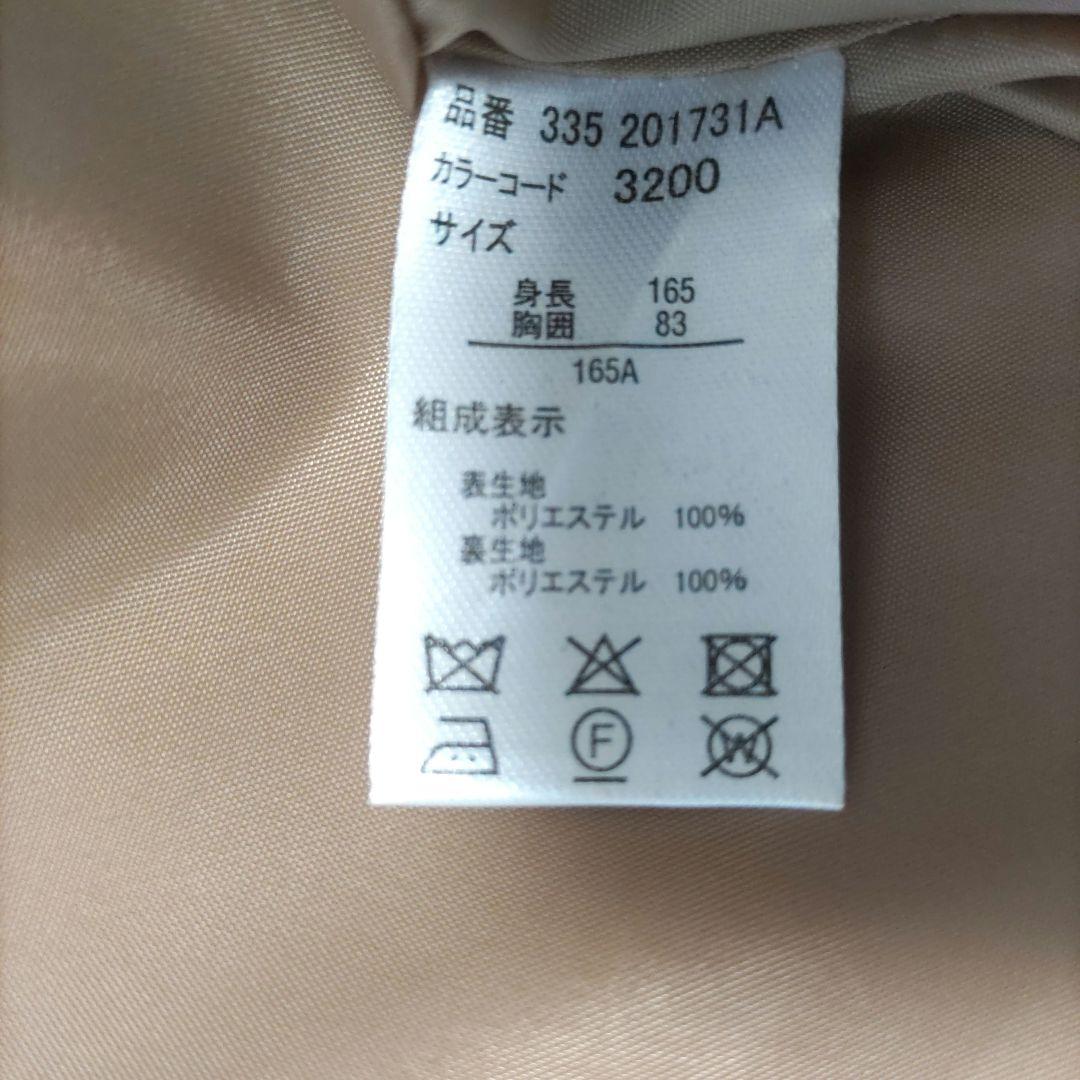 品番 335 201731A
カラーコード 3200
サイズ
身長 165
胸囲 83
165A
組成表示
表生地
ポリエステル 100%
裏生地
ポリエステル 100%
F W